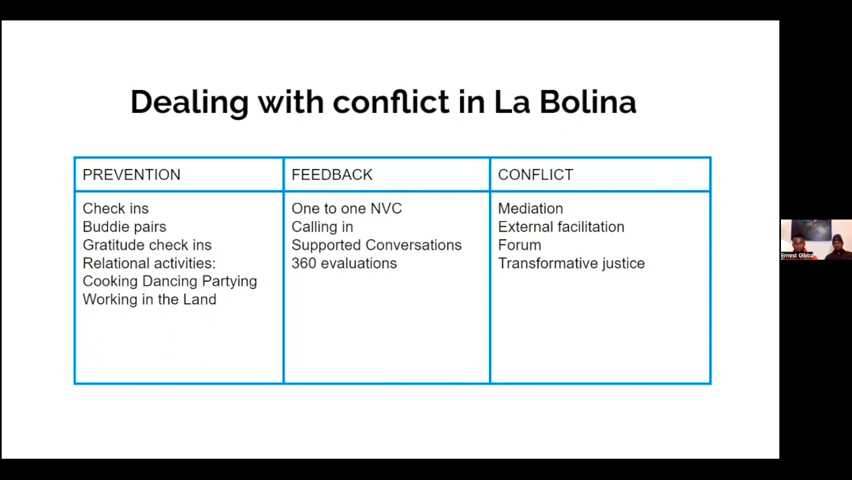 Dealing with conflict in La Bolina
PREVENTION
Check ins
Buddie pairs
Gratitude check ins
Relational activities:
Cooking Dancing Partying
Working in the Land
FEEDBACK
One to one NVC
Calling in
Supported Conversations
360 evaluations
CONFLICT
Mediation
External facilitation
Forum
Transformative justice
Ernest Gibba